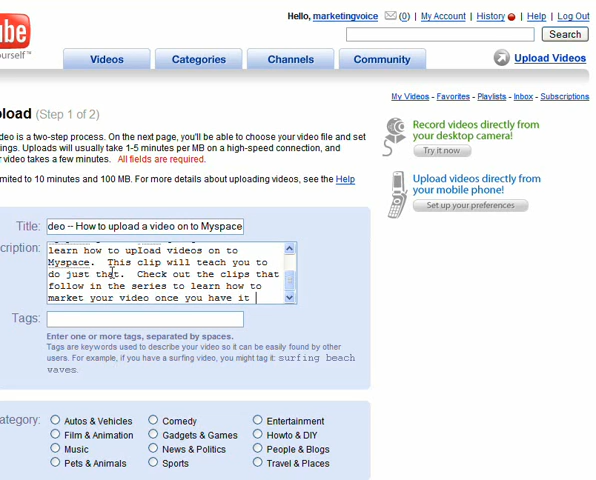 Hello, marketingvoice (0) | My Account | History | Help | Log Out
be
ourself™
Search
Videos
Categories
Channels
Community
Upload Videos
My Videos - Favorites - Playlists - Inbox - Subscriptions
pload (Step 1 of 2)
deo is a two-step process. On the next page, you'll be able to choose your video file and set
ings. Uploads will usually take 1-5 minutes per MB on a high-speed connection, and
r video takes a few minutes. All fields are required.
mited to 10 minutes and 100 MB. For more details about uploading videos, see the Help
Record videos directly from
your desktop camera!
Try it now
Upload videos directly from
your mobile phone!
Set up your preferences
Title: deo -- How to upload a video on to Myspace
cription:
learn how to upload videos on to
Myspace. This clip will teach you to
do just that. Check out the clips that
follow in the series to learn how to
market your video once you have it
Tags:
Enter one or more tags, separated by spaces.
Tags are keywords used to describe your video so it can be easily found by other
users. For example, if you have a surfing video, you might tag it: surfing beach
waves.
ategory:
Autos & Vehicles
Comedy
Entertainment
Film & Animation
Gadgets & Games
Howto & DIY
Music
News & Politics
People & Blogs
Pets & Animals
Sports
Travel & Places